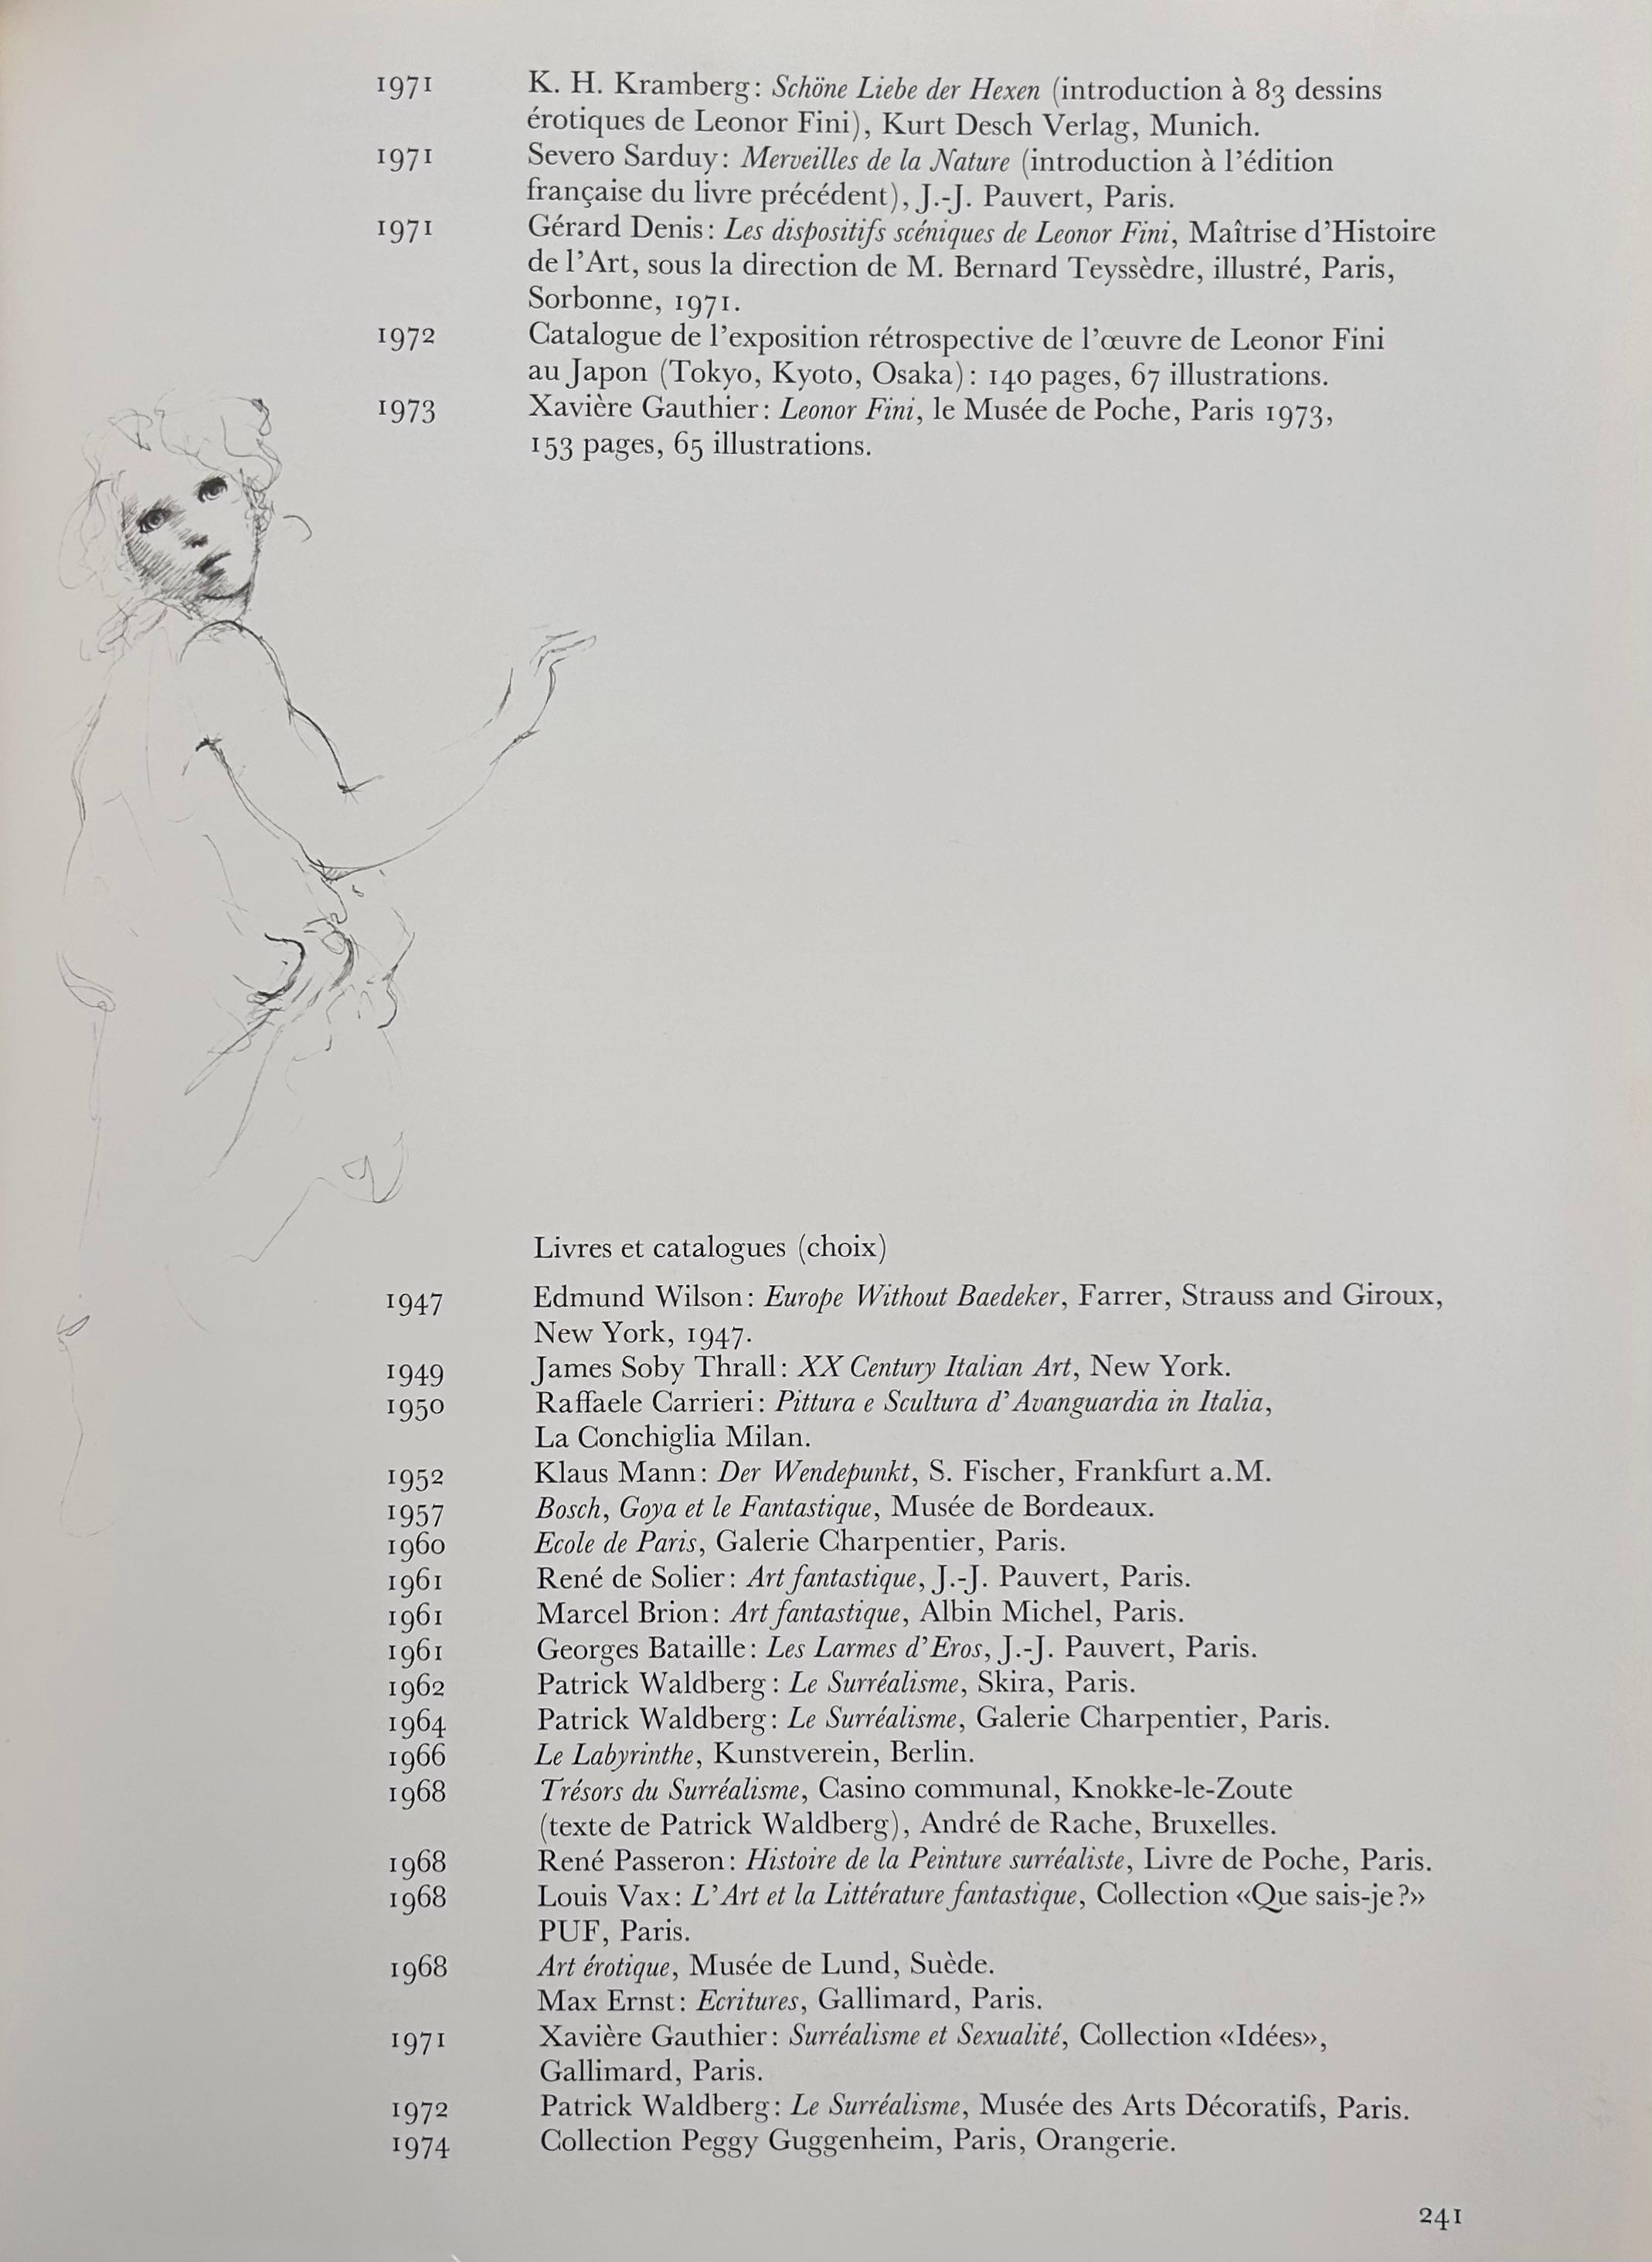 1971 K. H. Kramberg: Schöne Liebe der Hexen (introduction à 83 dessins
érotiques de Leonor Fini), Kurt Desch Verlag, Munich.
1971 Severo Sarduy: Merveilles de la Nature (introduction à l'édition
française du livre précédent), J.-J. Pauvert, Paris.
1971 Gérard Denis: Les dispositifs scéniques de Leonor Fini, Maîtrise d'Histoire
de l'Art, sous la direction de M. Bernard Teyssèdre, illustré, Paris,
Sorbonne, 1971.
1972 Catalogue de l'exposition rétrospective de l'œuvre de Leonor Fini
au Japon (Tokyo, Kyoto, Osaka): 140 pages, 67 illustrations.
1973 Xavière Gauthier: Leonor Fini, le Musée de Poche, Paris 1973,
153 pages, 65 illustrations.
Livres et catalogues (choix)
1947 Edmund Wilson: Europe Without Baedeker, Farrer, Strauss and Giroux,
New York, 1947.
1949 James Soby Thrall: XX Century Italian Art, New York.
1950 Raffaele Carrieri: Pittura e Scultura d'Avanguardia in Italia,
La Conchiglia Milan.
1952 Klaus Mann: Der Wendepunkt, S. Fischer, Frankfurt a.M.
1957 Bosch, Goya et le Fantastique, Musée de Bordeaux.
1960 Ecole de Paris, Galerie Charpentier, Paris.
1961 René de Solier: Art fantastique, J.-J. Pauvert, Paris.
1961 Marcel Brion: Art fantastique, Albin Michel, Paris.
1961 Georges Bataille: Les Larmes d'Eros, J.-J. Pauvert, Paris.
1962 Patrick Waldberg: Le Surréalisme, Skira, Paris.
1964 Patrick Waldberg: Le Surréalisme, Galerie Charpentier, Paris.
1966 Le Labyrinthe, Kunstverein, Berlin.
1968 Trésors du Surréalisme, Casino communal, Knokke-le-Zoute
(texte de Patrick Waldberg), André de Rache, Bruxelles.
1968 René Passeron: Histoire de la Peinture surréaliste, Livre de Poche, Paris.
1968 Louis Vax: L'Art et la Littérature fantastique, Collection «Que sais-je?»
PUF, Paris.
1968 Art érotique, Musée de Lund, Suède.
Max Ernst: Ecritures, Gallimard, Paris.
1971 Xavière Gauthier: Surréalisme et Sexualité, Collection «Idées»,
Gallimard, Paris.
1972 Patrick Waldberg: Le Surréalisme, Musée des Arts Décoratifs, Paris.
1974 Collection Peggy Guggenheim, Paris, Orangerie.
241